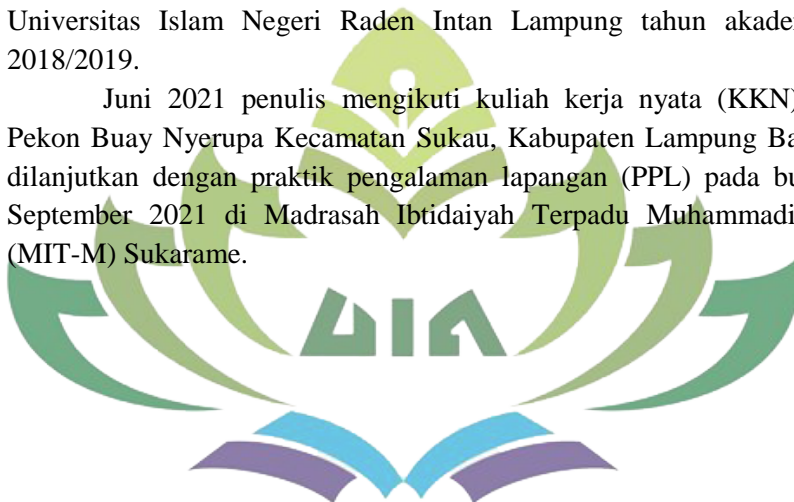 Universitas Islam Negeri Raden Intan Lampung tahun akade
2018/2019.
Juni 2021 penulis mengikuti kuliah kerja nyata (KKN)
Pekon Buay Nyerupa Kecamatan Sukau, Kabupaten Lampung Ba
dilanjutkan dengan praktik pengalaman lapangan (PPL) pada bu
September 2021 di Madrasah Ibtidaiyah Terpadu Muhammadi
(MIT-M) Sukarame.
UIN